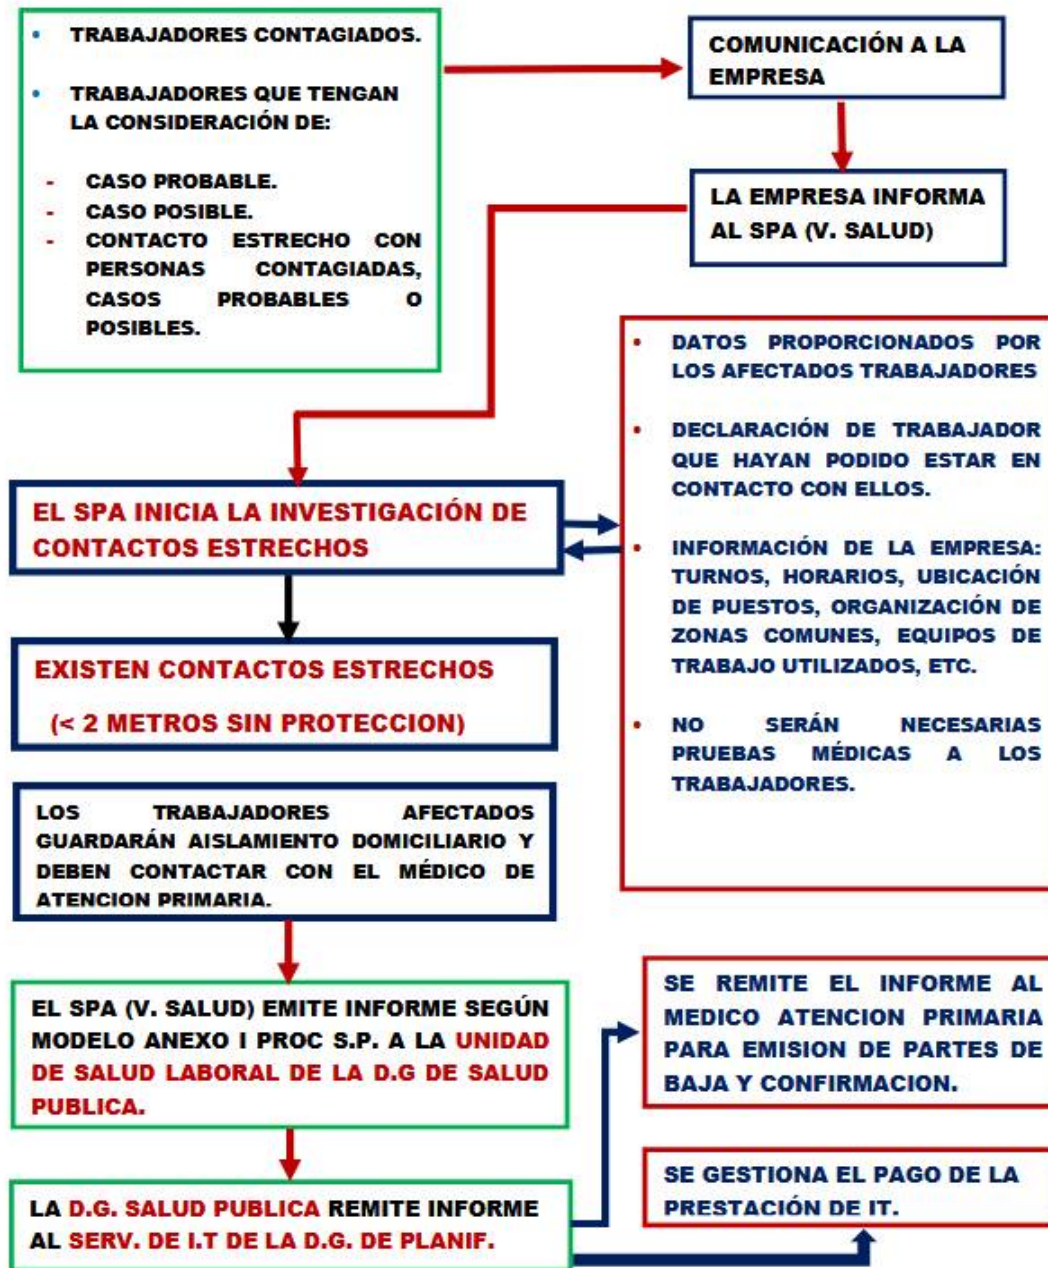 • TRABAJADORES CONTAGIADOS.
• TRABAJADORES QUE TENGAN
LA CONSIDERACIÓN DE:
- CASO PROBABLE.
- CASO POSIBLE.
- CONTACTO ESTRECHO CON
PERSONAS CONTAGIADAS,
CASOS PROBABLES O
POSIBLES.
COMUNICACIÓN A LA
EMPRESA
LA EMPRESA INFORMA
AL SPA (V. SALUD)
EL SPA INICIA LA INVESTIGACIÓN DE
CONTACTOS ESTRECHOS
• DATOS PROPORCIONADOS POR
LOS AFECTADOS TRABAJADORES
• DECLARACIÓN DE TRABAJADOR
QUE HAYAN PODIDO ESTAR EN
CONTACTO CON ELLOS.
• INFORMACIÓN DE LA EMPRESA:
TURNOS, HORARIOS, UBICACIÓN
DE PUESTOS, ORGANIZACIÓN DE
ZONAS COMUNES, EQUIPOS DE
TRABAJO UTILIZADOS, ETC.
• NO SERÁN NECESARIAS
PRUEBAS MÉDICAS A LOS
TRABAJADORES.
EXISTEN CONTACTOS ESTRECHOS
(< 2 METROS SIN PROTECCION)
LOS TRABAJADORES AFECTADOS
GUARDARÁN AISLAMIENTO DOMICILIARIO Y
DEBEN CONTACTAR CON EL MÉDICO DE
ATENCION PRIMARIA.
EL SPA (V. SALUD) EMITE INFORME SEGÚN
MODELO ANEXO I PROC S.P. A LA UNIDAD
DE SALUD LABORAL DE LA D.G DE SALUD
PUBLICA.
SE REMITE EL INFORME AL
MEDICO ATENCION PRIMARIA
PARA EMISION DE PARTES DE
BAJA Y CONFIRMACION.
LA D.G. SALUD PUBLICA REMITE INFORME
AL SERV. DE I.T DE LA D.G. DE PLANIF.
SE GESTIONA EL PAGO DE LA
PRESTACIÓN DE IT.